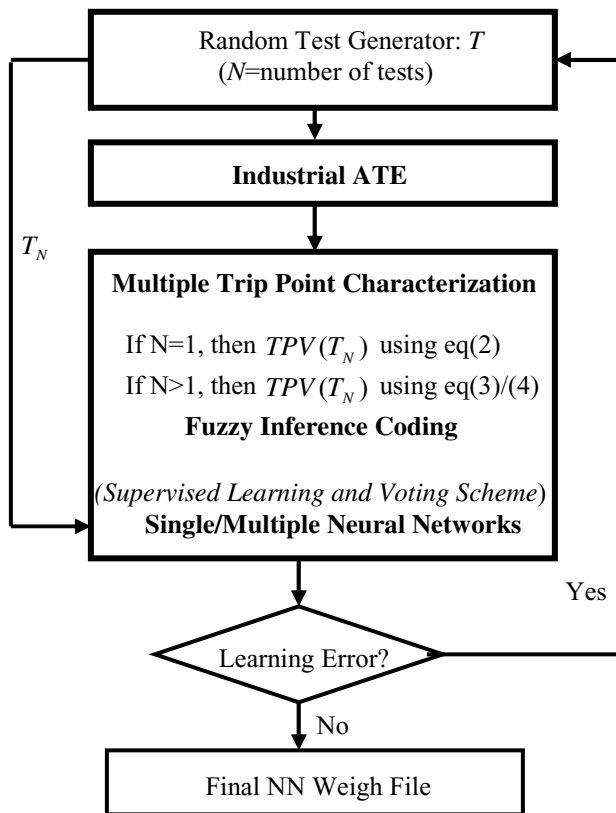 Random Test Generator: T
(N=number of tests)
Industrial ATE
T_N
Multiple Trip Point Characterization
If N=1, then TPV(T_N) using eq(2)
If N>1, then TPV(T_N) using eq(3)/(4)
Fuzzy Inference Coding
(Supervised Learning and Voting Scheme)
Single/Multiple Neural Networks
Yes
Learning Error?
No
Final NN Weigh File